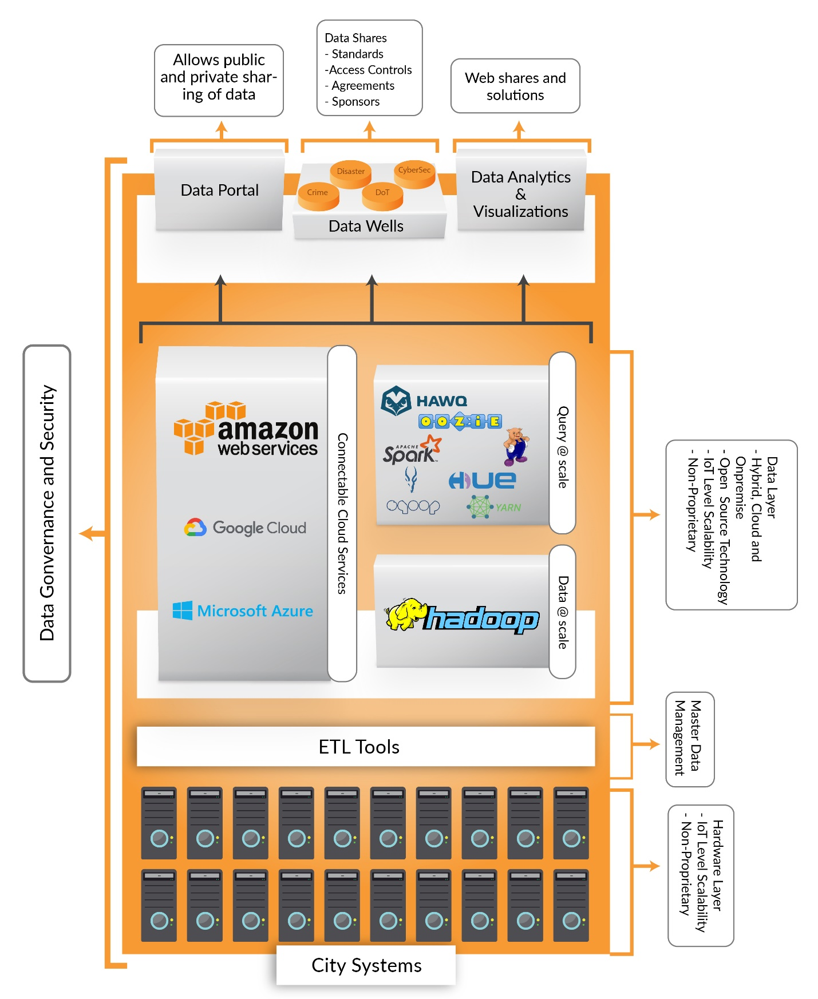 Allows public
and private shar-
ing of data
Data Shares
- Standards
-Access Controls
- Agreements
- Sponsors
Web shares and
solutions
Data Portal
Disaster
CyberSec
Crime
DoT
Data Wells
Data Analytics
&
Visualizations
Data Gonvernance and Security
amazon
web services
Google Cloud
Microsoft Azure
Connectable Cloud Services
HAWQ
OOZiE
APACHE
Spark™
HUE
sqoop
YARN
Query @ scale
hadoop
Data @ scale
Data Layer
- Hybrid, Cloud and
Onpremise
- Open Source Technology
- IoT Level Scalability
- Non-Proprietary
ETL Tools
Master Data
Management
Hardware Layer
- IoT Level Scalability
- Non-Proprietary
City Systems